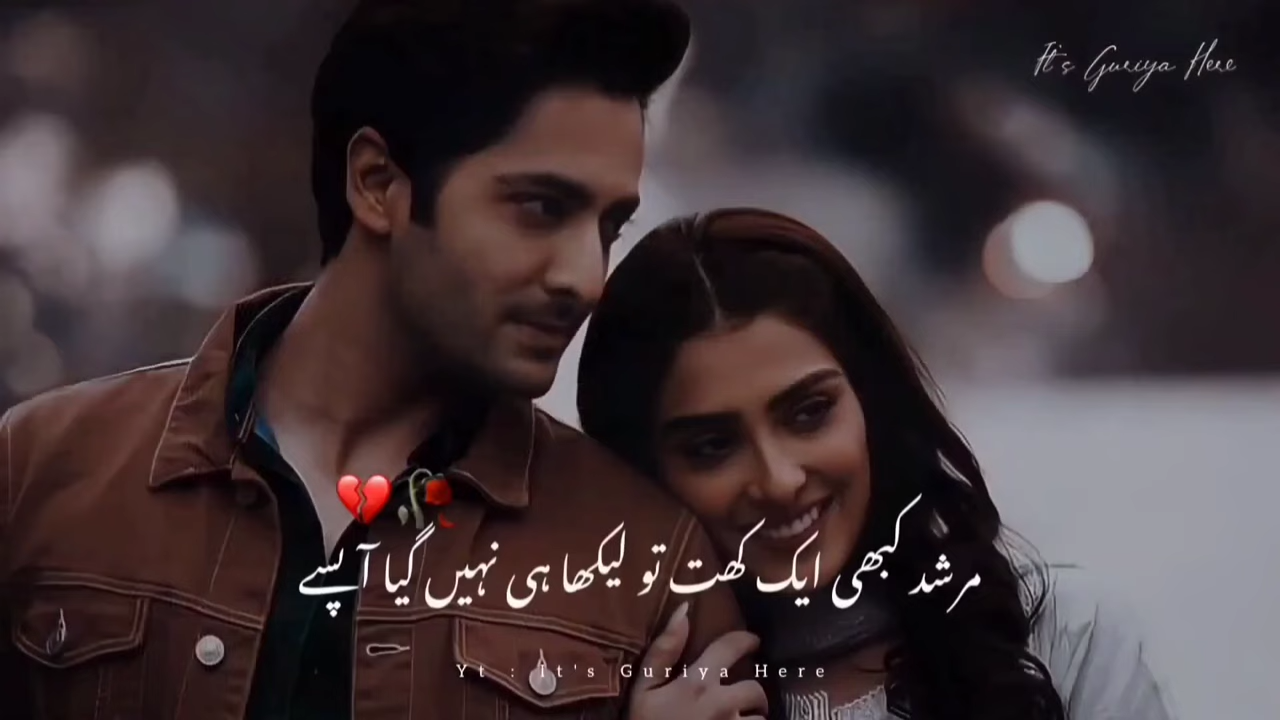 It's Guriya Here
مرشد کبھی ایک کھت تو لیکھا ہی نہیں گیا آپسے
Yt : It's Guriya Here